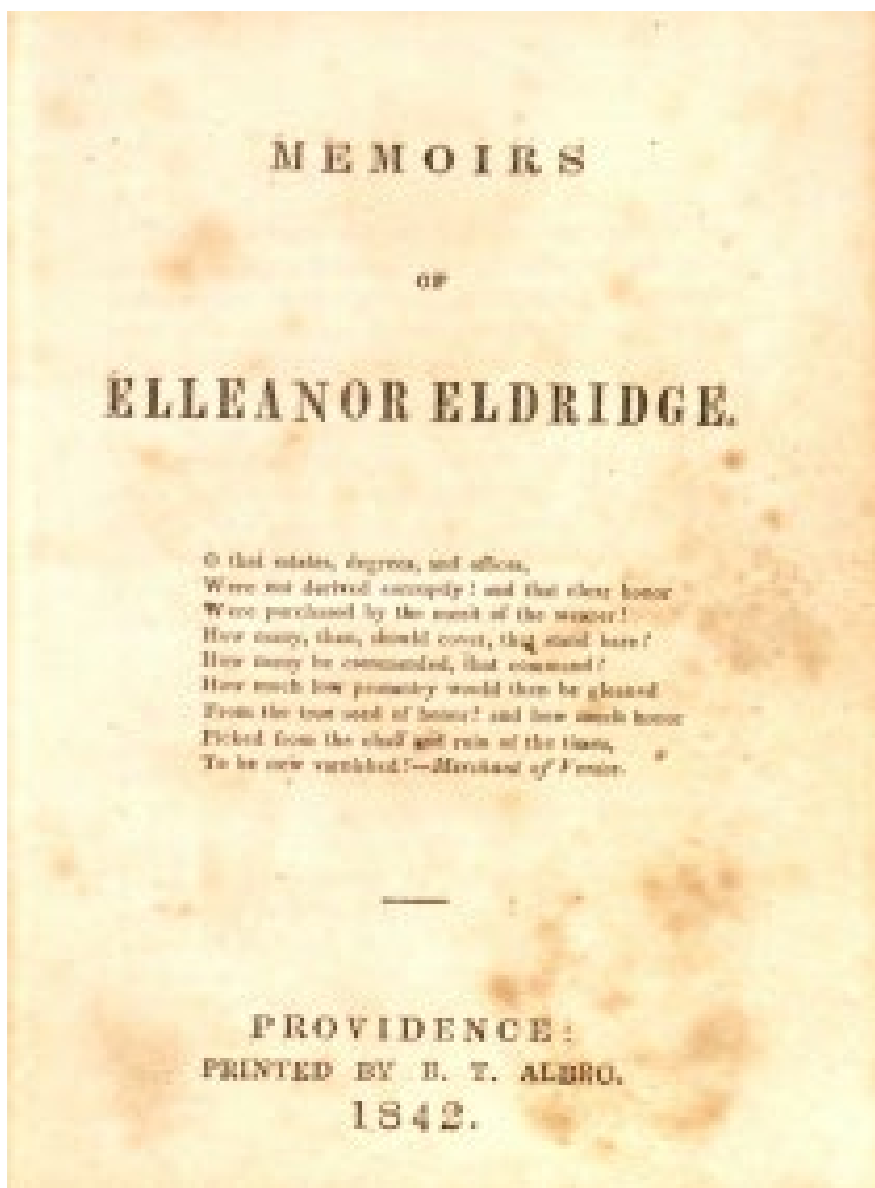 MEMOIRS
OF
ELLEANOR ELDRIDGE.
O that estates, degrees, and offices,
Were not derived corruptly! and that clear honor
Were purchased by the merit of the wearer!
How many, then, should cover, that stand bare?
How many be commanded, that command?
How much low peasantry would then be gleaned
From the true seed of honor? and how much honor
Picked from the chaff and ruin of the times,
To be new varnished!—Merchant of Venice.
PROVIDENCE:
PRINTED BY B. T. ALBRO.
1842.